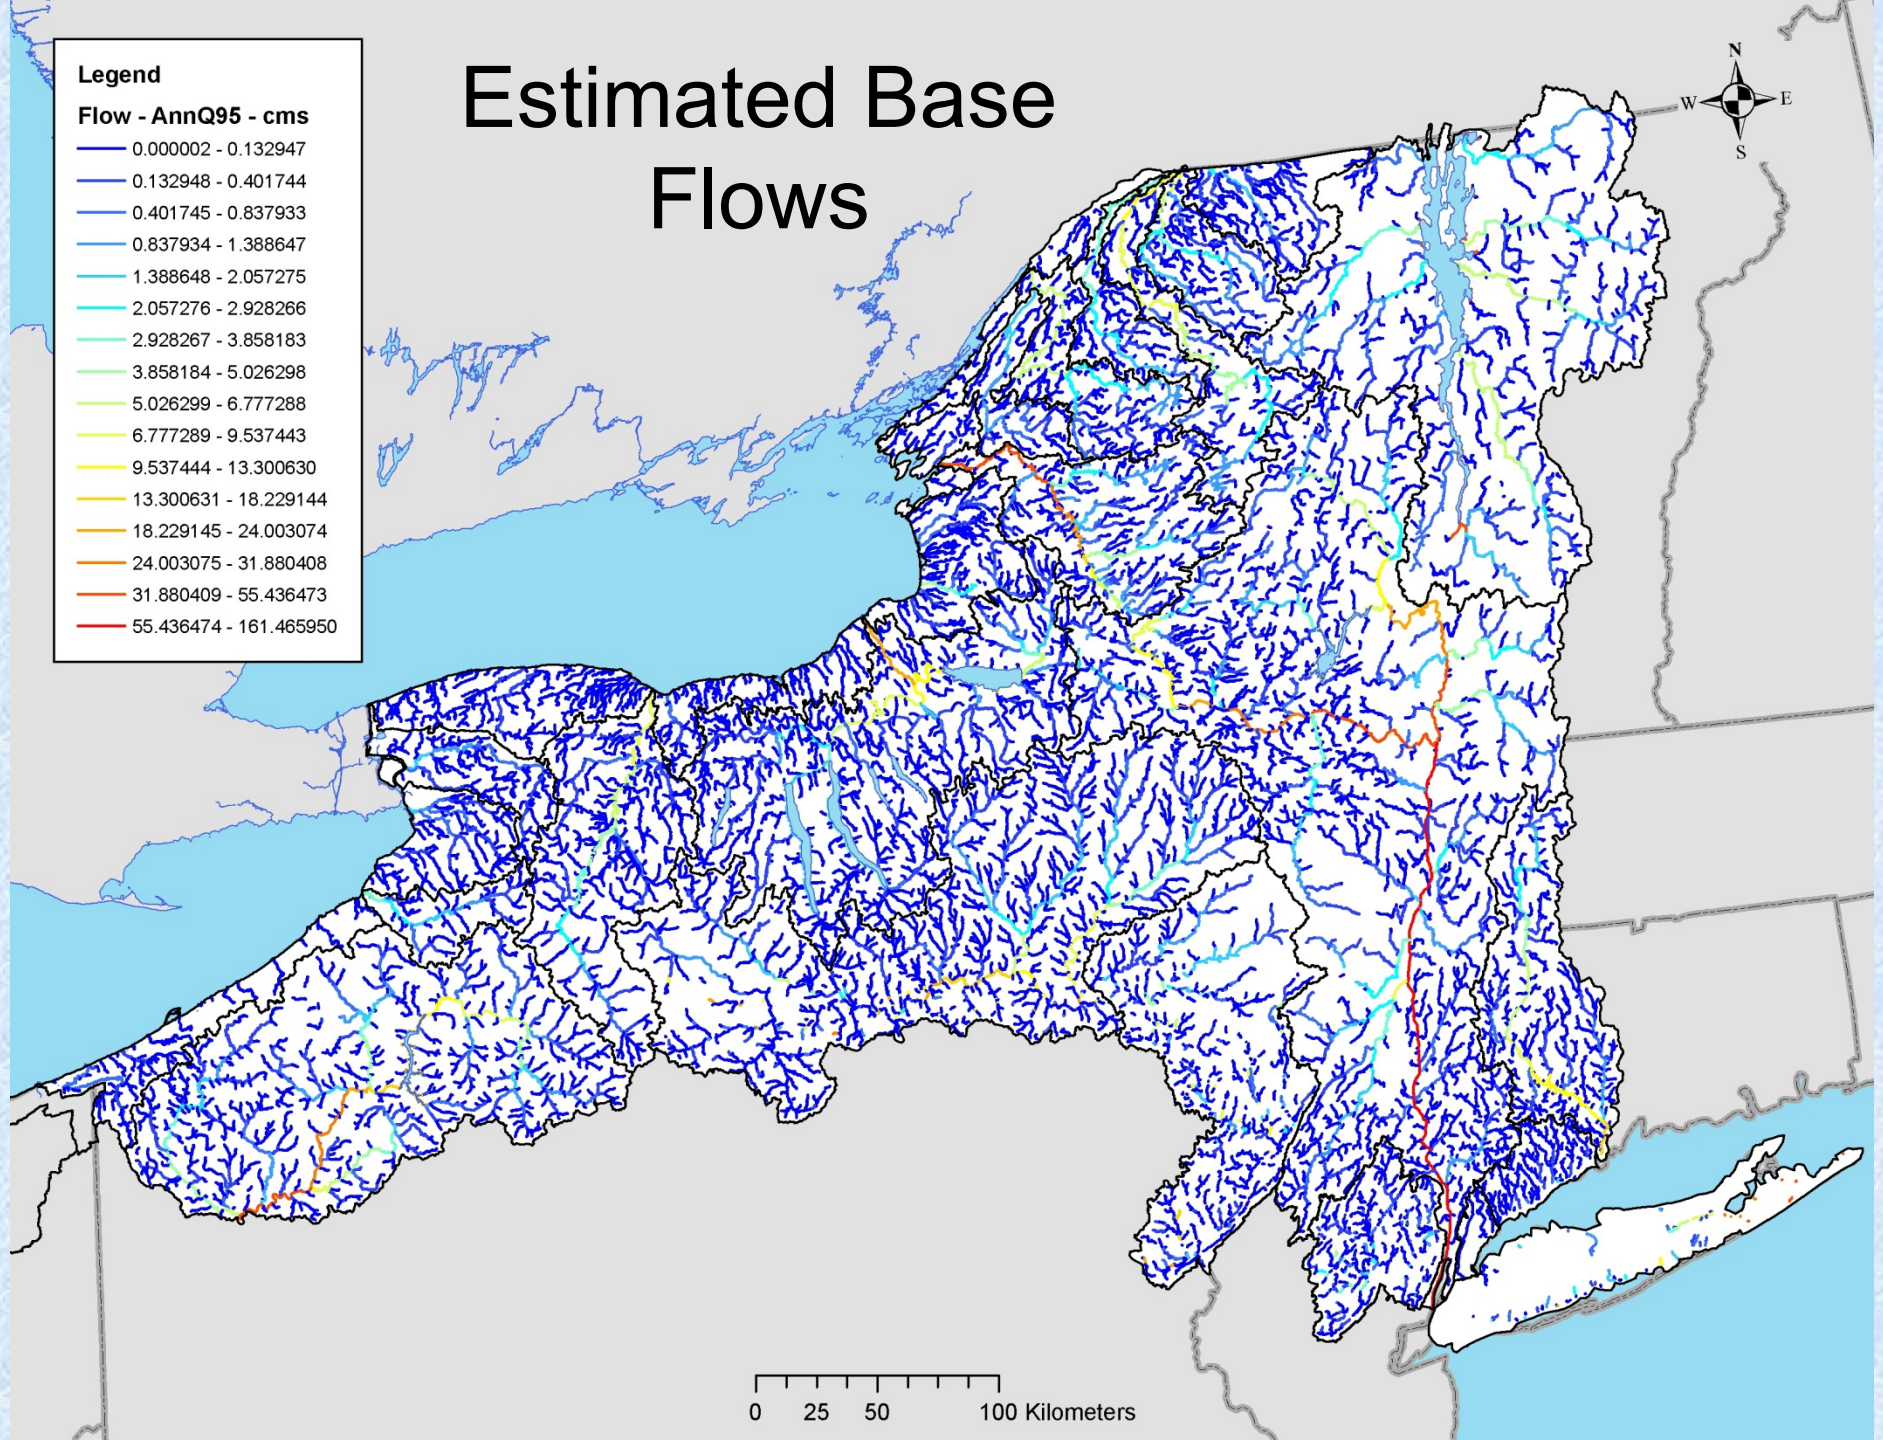 Estimated Base
Flows
Legend
Flow - AnnQ95 - cms
0.000002 - 0.132947
0.132948 - 0.401744
0.401745 - 0.837933
0.837934 - 1.388647
1.388648 - 2.057275
2.057276 - 2.928266
2.928267 - 3.858183
3.858184 - 5.026298
5.026299 - 6.777288
6.777289 - 9.537443
9.537444 - 13.300630
13.300631 - 18.229144
18.229145 - 24.003074
24.003075 - 31.880408
31.880409 - 55.436473
55.436474 - 161.465950
N
W E
S
0 25 50 100 Kilometers